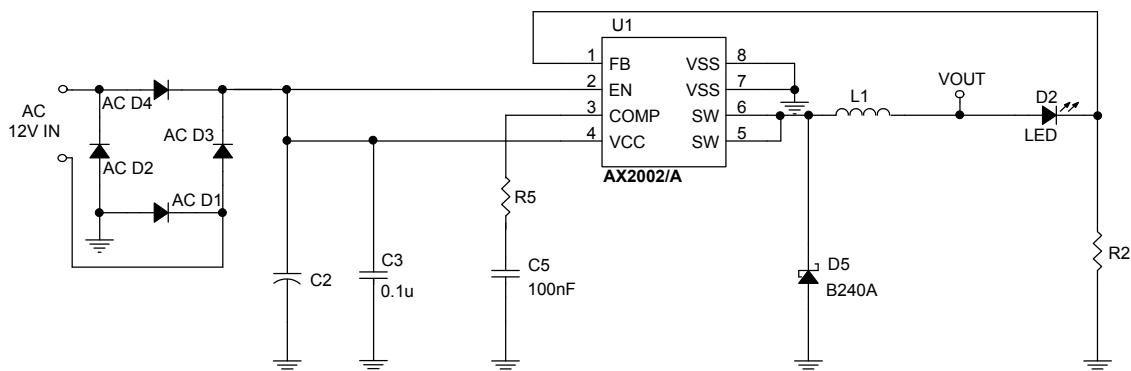 U1
1
FB
VSS
8
VOUT
2
EN
VSS
7
AC
12V IN
AC D4
3
COMP
SW
6
L1
D2
LED
AC D3
4
VCC
SW
5
AC D2
AX2002/A
AC D1
R5
R2
C2
C3
0.1u
C5
100nF
D5
B240A